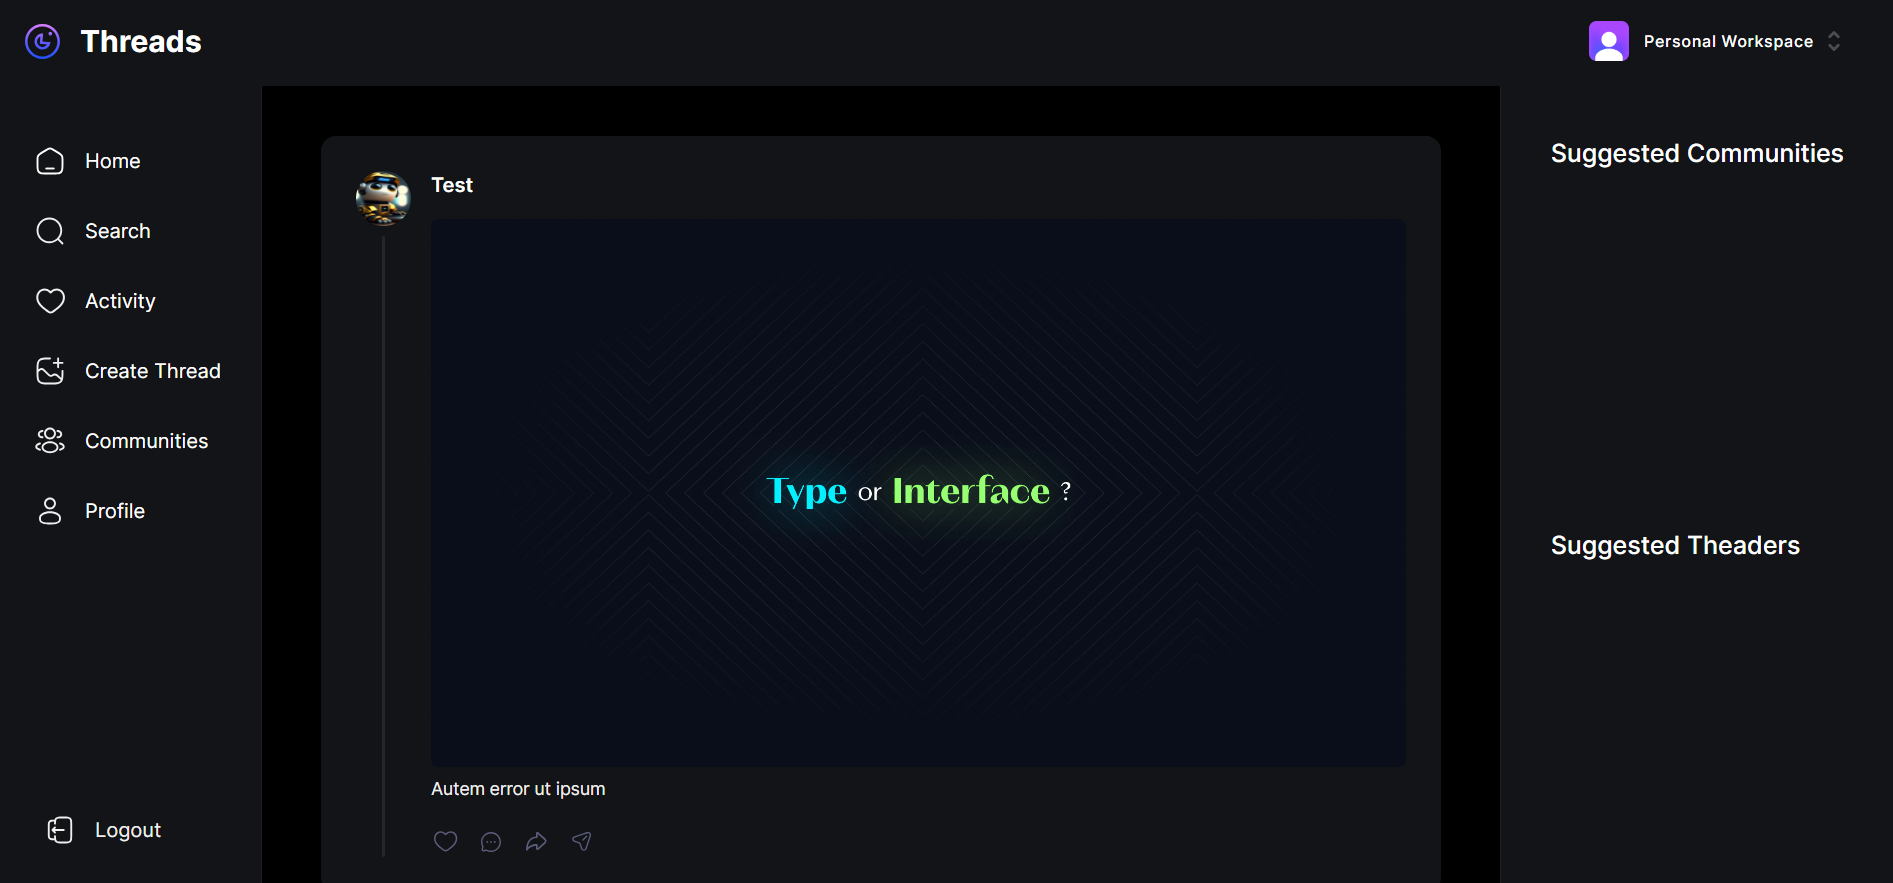 Threads
Personal Workspace
Home
Search
Activity
Create Thread
Communities
Profile
Logout
Test
Type or Interface ?
Autem error ut ipsum
Suggested Communities
Suggested Theaders